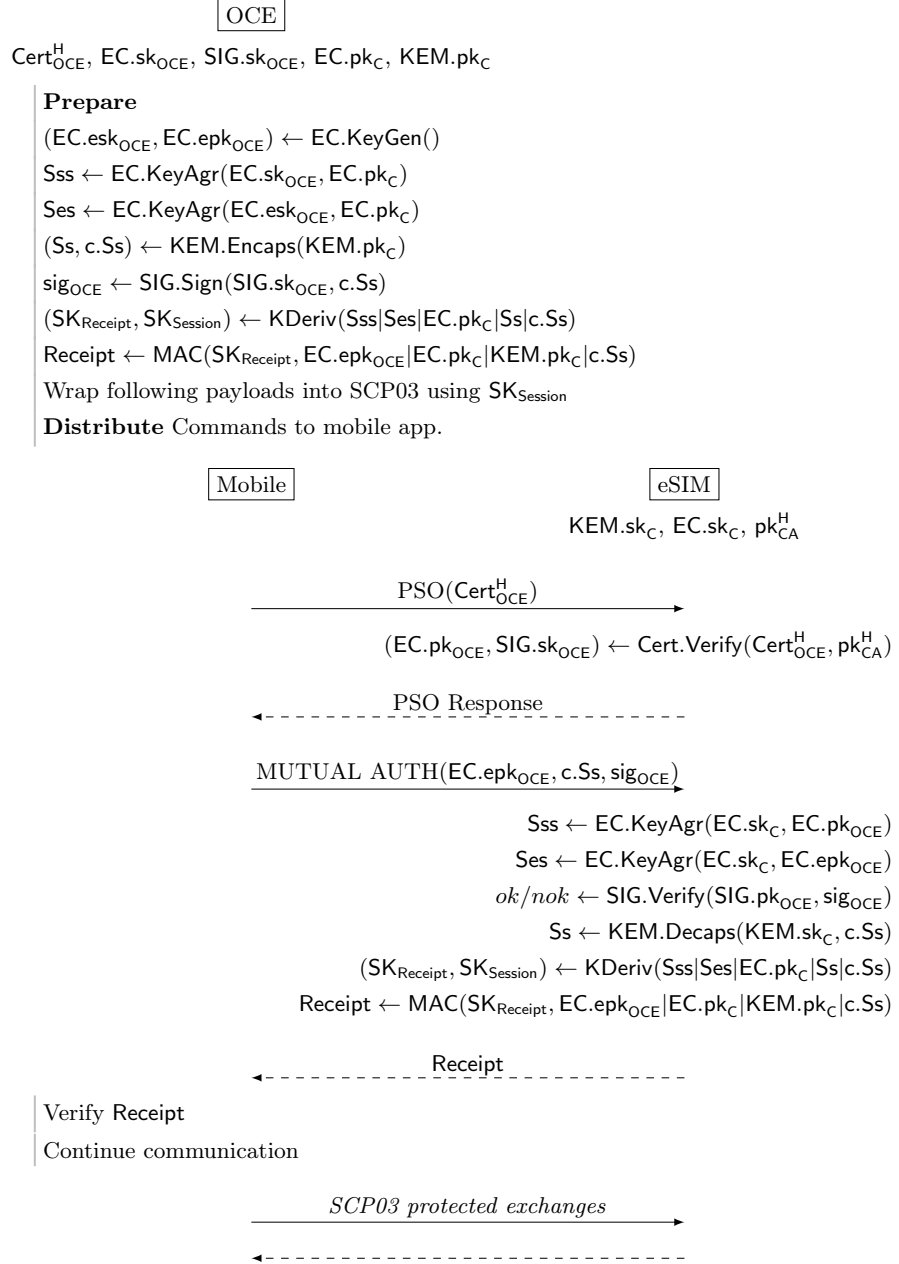 OCE
Cert^H_OCE, EC.sk_OCE, SIG.sk_OCE, EC.pk_C, KEM.pk_C
Prepare
(EC.esk_OCE, EC.epk_OCE) ← EC.KeyGen()
Sss ← EC.KeyAgr(EC.sk_OCE, EC.pk_C)
Ses ← EC.KeyAgr(EC.esk_OCE, EC.pk_C)
(Ss, c.Ss) ← KEM.Encaps(KEM.pk_C)
sig_OCE ← SIG.Sign(SIG.sk_OCE, c.Ss)
(SK_Receipt, SK_Session) ← KDeriv(Sss|Ses|EC.pk_C|Ss|c.Ss)
Receipt ← MAC(SK_Receipt, EC.epk_OCE|EC.pk_C|KEM.pk_C|c.Ss)
Wrap following payloads into SCP03 using SK_Session
Distribute Commands to mobile app.
Mobile eSIM
KEM.sk_C, EC.sk_C, pk^H_CA
PSO(Cert^H_OCE)
(EC.pk_OCE, SIG.sk_OCE) ← Cert.Verify(Cert^H_OCE, pk^H_CA)
PSO Response
MUTUAL AUTH(EC.epk_OCE, c.Ss, sig_OCE)
Sss ← EC.KeyAgr(EC.sk_C, EC.pk_OCE)
Ses ← EC.KeyAgr(EC.sk_C, EC.epk_OCE)
ok/nok ← SIG.Verify(SIG.pk_OCE, sig_OCE)
Ss ← KEM.Decaps(KEM.sk_C, c.Ss)
(SK_Receipt, SK_Session) ← KDeriv(Sss|Ses|EC.pk_C|Ss|c.Ss)
Receipt ← MAC(SK_Receipt, EC.epk_OCE|EC.pk_C|KEM.pk_C|c.Ss)
Receipt
Verify Receipt
Continue communication
SCP03 protected exchanges